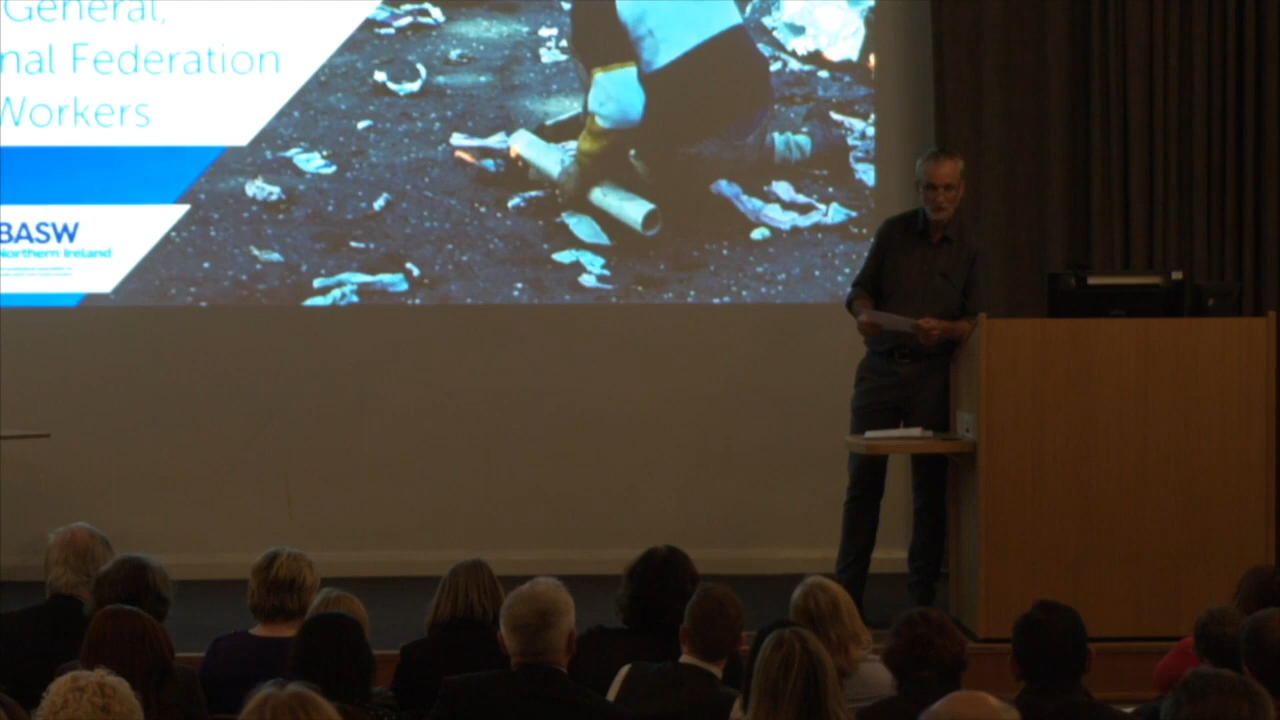 General,
nal Federation
Workers
BASW
Northern Ireland